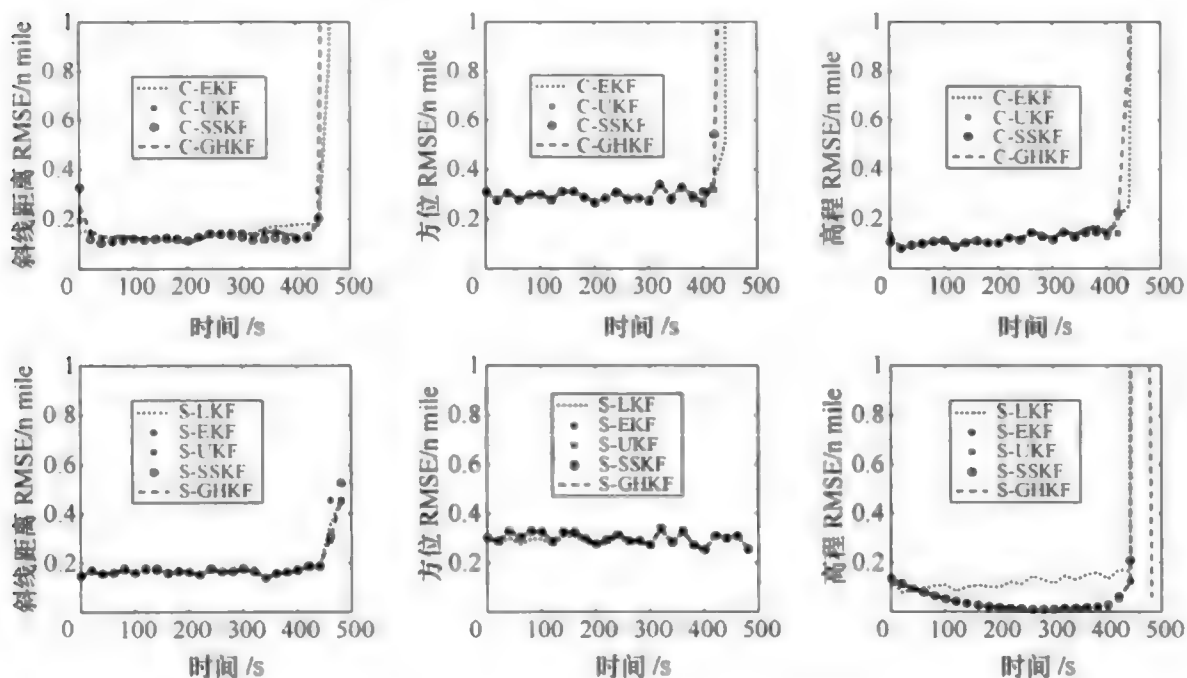 斜线距离 RMSE/n mile
1
0.8
0.6
0.4
0.2
0 100 200 300 400 500
时间 /s
C-EKF
C-UKF
C-SSKF
C-GHKF
方位 RMSE/n mile
1
0.8
0.6
0.4
0.2
0 100 200 300 400 500
时间 /s
C-EKF
C-UKF
C-SSKF
C-GHKF
高程 RMSE/n mile
1
0.8
0.6
0.4
0.2
0 100 200 300 400 500
时间 /s
C-EKF
C-UKF
C-SSKF
C-GHKF
斜线距离 RMSE/n mile
1
0.8
0.6
0.4
0.2
0 100 200 300 400 500
时间 /s
S-LKF
S-EKF
S-UKF
S-SSKF
S-GHKF
方位 RMSE/n mile
1
0.8
0.6
0.4
0.2
0 100 200 300 400 500
时间 /s
S-LKF
S-EKF
S-UKF
S-SSKF
S-GHKF
高程 RMSE/n mile
1
0.8
0.6
0.4
0.2
0 100 200 300 400 500
时间 /s
S-LKF
S-EKF
S-UKF
S-SSKF
S-GHKF